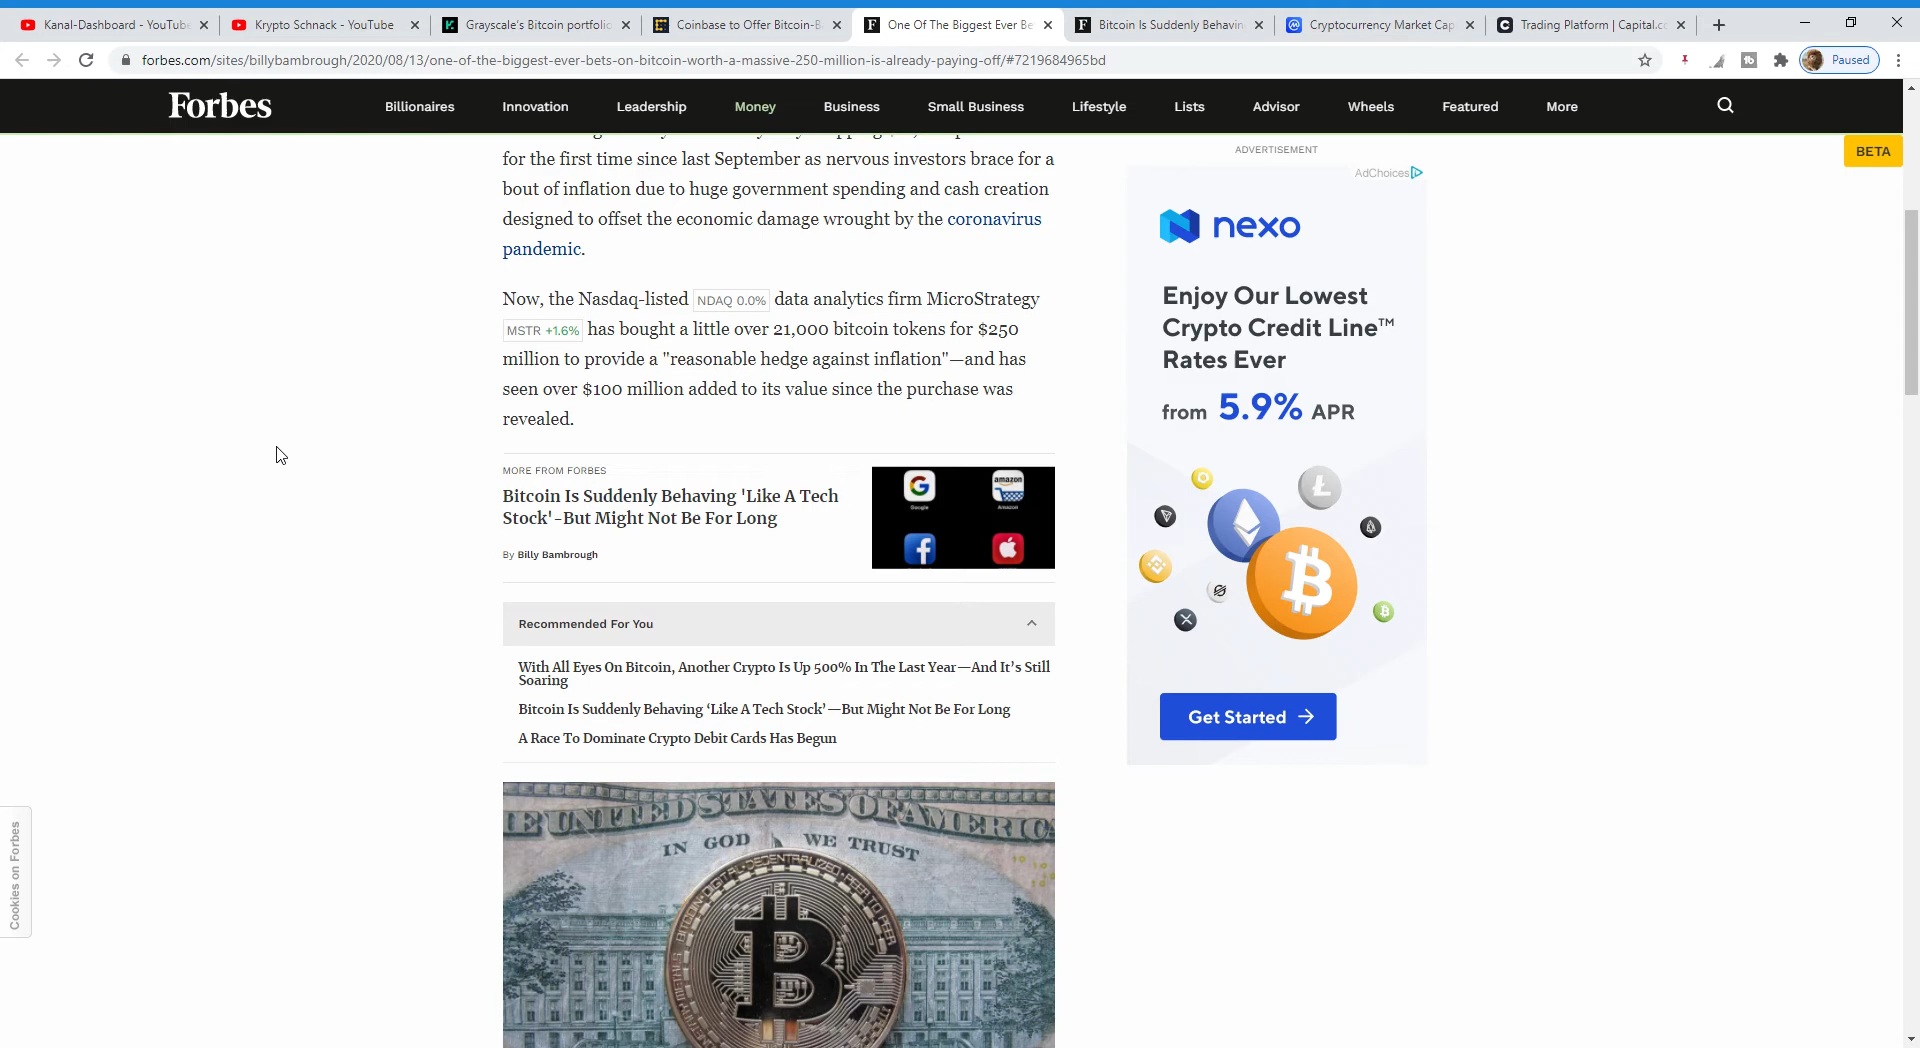 Kanal-Dashboard - YouTube
Krypto Schnack - YouTube
Grayscale's Bitcoin portfolio
Coinbase to Offer Bitcoin-B
One Of The Biggest Ever Be
Bitcoin Is Suddenly Behavin
Cryptocurrency Market Cap
Trading Platform | Capital.c
forbes.com/sites/billybambrough/2020/08/13/one-of-the-biggest-ever-bets-on-bitcoin-worth-a-massive-250-million-is-already-paying-off/#7219684965bd
Paused
Forbes
Billionaires
Innovation
Leadership
Money
Business
Small Business
Lifestyle
Lists
Advisor
Wheels
Featured
More
BETA
for the first time since last September as nervous investors brace for a
bout of inflation due to huge government spending and cash creation
designed to offset the economic damage wrought by the coronavirus
pandemic.
Now, the Nasdaq-listed NDAQ 0.0% data analytics firm MicroStrategy
MSTR +1.6% has bought a little over 21,000 bitcoin tokens for $250
million to provide a "reasonable hedge against inflation"—and has
seen over $100 million added to its value since the purchase was
revealed.
MORE FROM FORBES
Bitcoin Is Suddenly Behaving 'Like A Tech
Stock'-But Might Not Be For Long
By Billy Bambrough
Google
amazon
Amazon
Recommended For You
With All Eyes On Bitcoin, Another Crypto Is Up 500% In The Last Year—And It's Still
Soaring
Bitcoin Is Suddenly Behaving 'Like A Tech Stock'—But Might Not Be For Long
A Race To Dominate Crypto Debit Cards Has Begun
THE UNITED STATES OF AMERICA
IN GOD WE TRUST
DECENTRALIZED
ADVERTISEMENT
AdChoices
nexo
Enjoy Our Lowest
Crypto Credit Line™
Rates Ever
from 5.9% APR
Get Started →
Cookies on Forbes